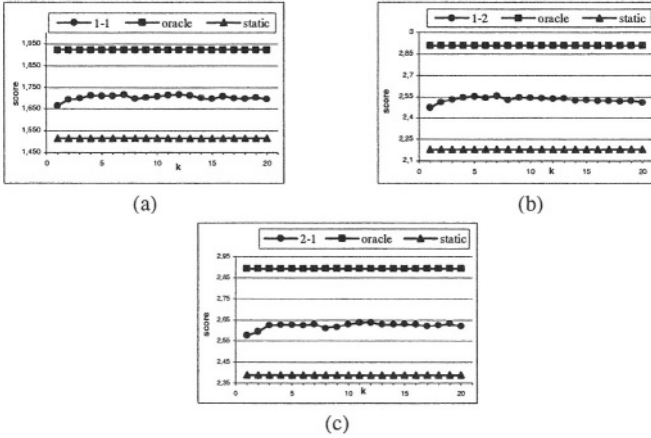 1-1 oracle static
score
1,950
1,850
1,750
1,650
1,550
1,450
0 5 10 15 20
k
(a)
1-2 oracle static
score
3
2,85
2,7
2,55
2,4
2,25
2,1
0 5 10 15 20
k
(b)
2-1 oracle static
score
2,95
2,85
2,75
2,65
2,55
2,45
2,35
0 5 10 15 20
k
(c)